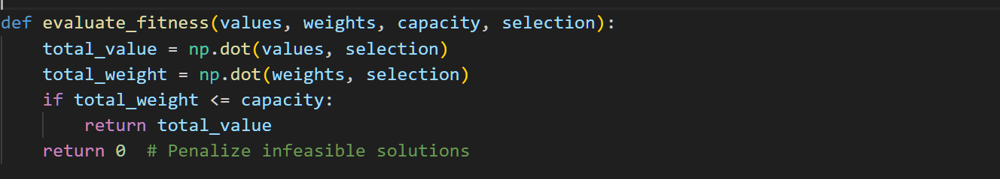 def evaluate_fitness(values, weights, capacity, selection):
    total_value = np.dot(values, selection)
    total_weight = np.dot(weights, selection)
    if total_weight <= capacity:
        return total_value
    return 0  # Penalize infeasible solutions